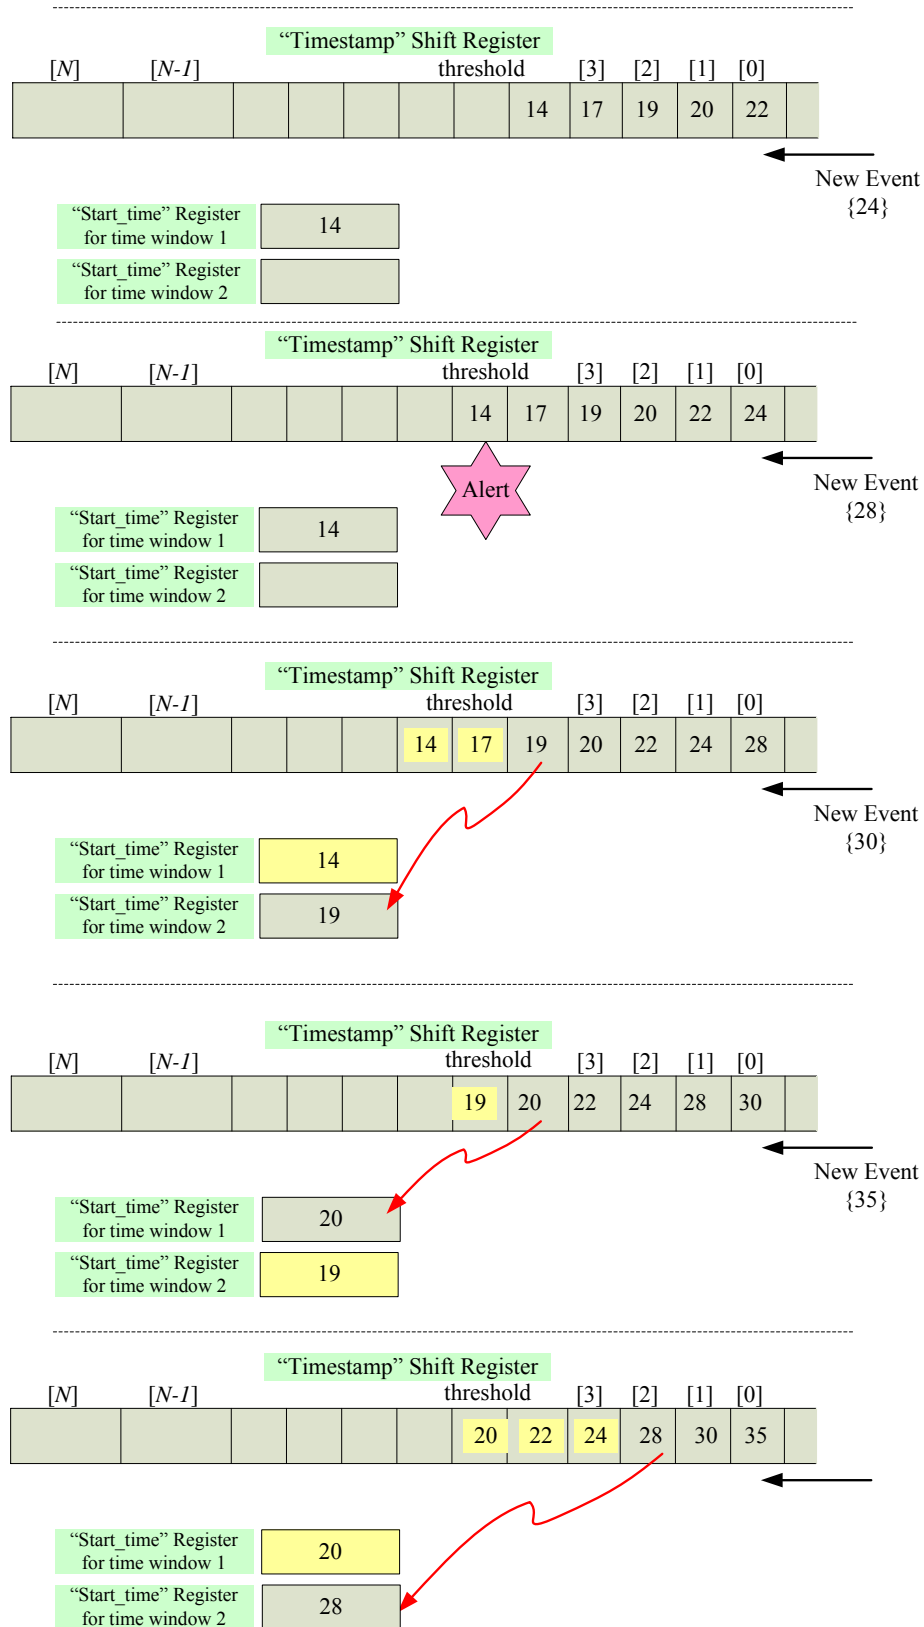 “Timestamp” Shift Register
[N] [N-1] threshold [3] [2] [1] [0]
14 17 19 20 22
New Event
{24}
“Start_time” Register
for time window 1
14
“Start_time” Register
for time window 2
“Timestamp” Shift Register
[N] [N-1] threshold [3] [2] [1] [0]
14 17 19 20 22 24
Alert
New Event
{28}
“Start_time” Register
for time window 1
14
“Start_time” Register
for time window 2
“Timestamp” Shift Register
[N] [N-1] threshold [3] [2] [1] [0]
14 17 19 20 22 24 28
New Event
{30}
“Start_time” Register
for time window 1
14
“Start_time” Register
for time window 2
19
“Timestamp” Shift Register
[N] [N-1] threshold [3] [2] [1] [0]
19 20 22 24 28 30
New Event
{35}
“Start_time” Register
for time window 1
20
“Start_time” Register
for time window 2
19
“Timestamp” Shift Register
[N] [N-1] threshold [3] [2] [1] [0]
20 22 24 28 30 35
“Start_time” Register
for time window 1
20
“Start_time” Register
for time window 2
28